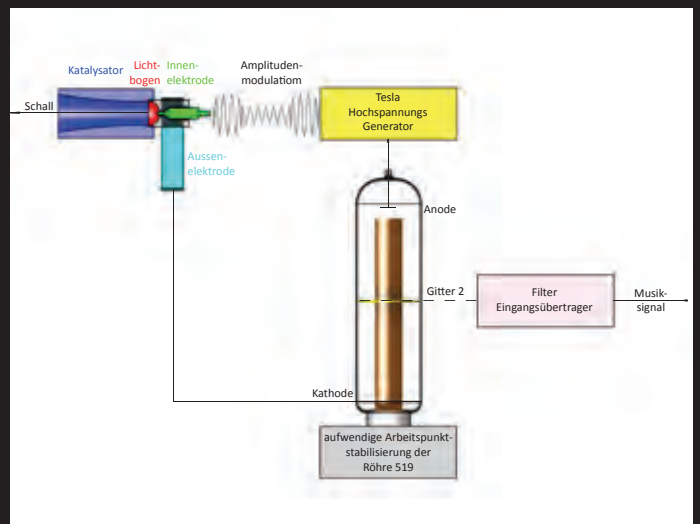 Katalysator
Licht-
bogen
Innen-
elektrode
Amplituden-
modulatiom
Tesla
Hochspannungs
Generator
Schall
Aussen-
elektrode
Anode
Gitter 2
Filter
Eingangsübertrager
Musik-
signal
Kathode
aufwendige Arbeitspunkt-
stabilisierung der
Röhre 519